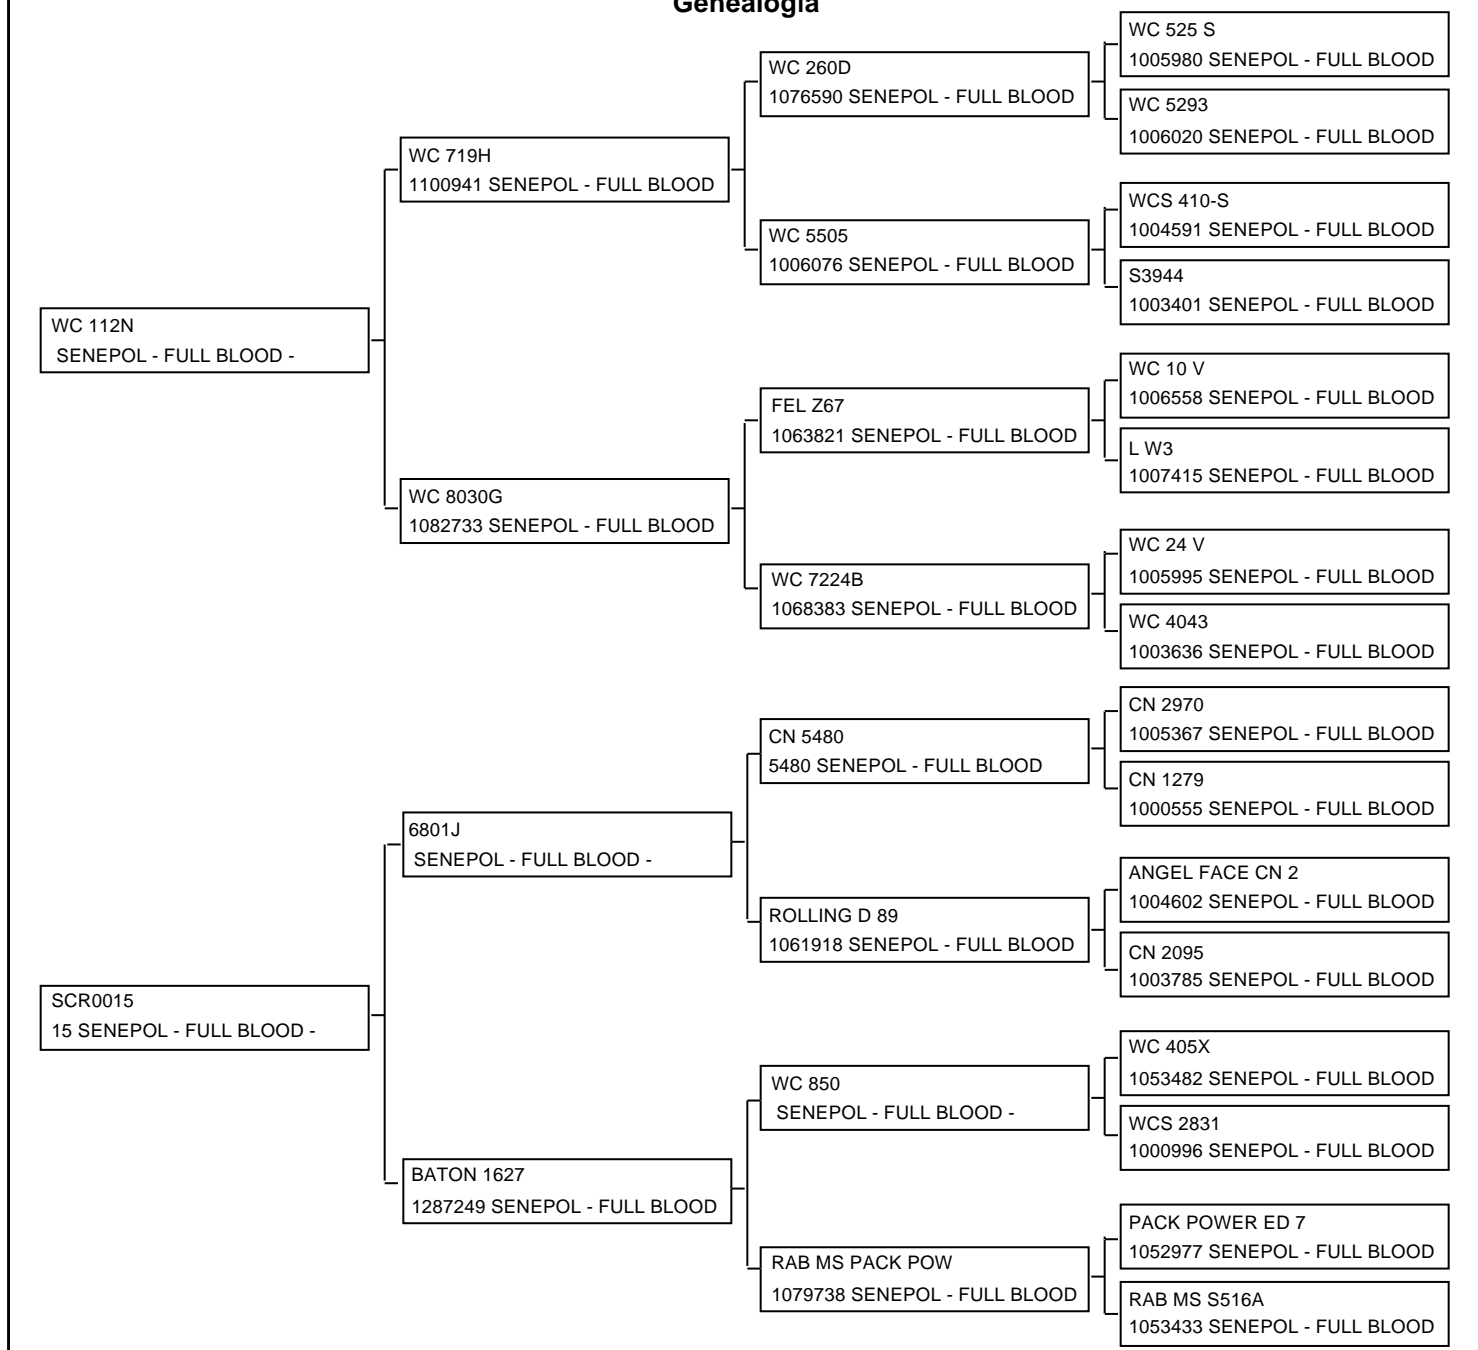 Genealogia
WC 525 S
1005980 SENEPOL - FULL BLOOD
WC 260D
1076590 SENEPOL - FULL BLOOD
WC 5293
1006020 SENEPOL - FULL BLOOD
WC 719H
1100941 SENEPOL - FULL BLOOD
WCS 410-S
1004591 SENEPOL - FULL BLOOD
WC 5505
1006076 SENEPOL - FULL BLOOD
S3944
1003401 SENEPOL - FULL BLOOD
WC 112N
SENEPOL - FULL BLOOD -
WC 10 V
1006558 SENEPOL - FULL BLOOD
FEL Z67
1063821 SENEPOL - FULL BLOOD
L W3
1007415 SENEPOL - FULL BLOOD
WC 8030G
1082733 SENEPOL - FULL BLOOD
WC 24 V
1005995 SENEPOL - FULL BLOOD
WC 7224B
1068383 SENEPOL - FULL BLOOD
WC 4043
1003636 SENEPOL - FULL BLOOD
CN 2970
1005367 SENEPOL - FULL BLOOD
CN 5480
5480 SENEPOL - FULL BLOOD
CN 1279
1000555 SENEPOL - FULL BLOOD
6801J
SENEPOL - FULL BLOOD -
ANGEL FACE CN 2
1004602 SENEPOL - FULL BLOOD
ROLLING D 89
1061918 SENEPOL - FULL BLOOD
CN 2095
1003785 SENEPOL - FULL BLOOD
SCR0015
15 SENEPOL - FULL BLOOD -
WC 405X
1053482 SENEPOL - FULL BLOOD
WC 850
SENEPOL - FULL BLOOD -
WCS 2831
1000996 SENEPOL - FULL BLOOD
BATON 1627
1287249 SENEPOL - FULL BLOOD
PACK POWER ED 7
1052977 SENEPOL - FULL BLOOD
RAB MS PACK POW
1079738 SENEPOL - FULL BLOOD
RAB MS S516A
1053433 SENEPOL - FULL BLOOD